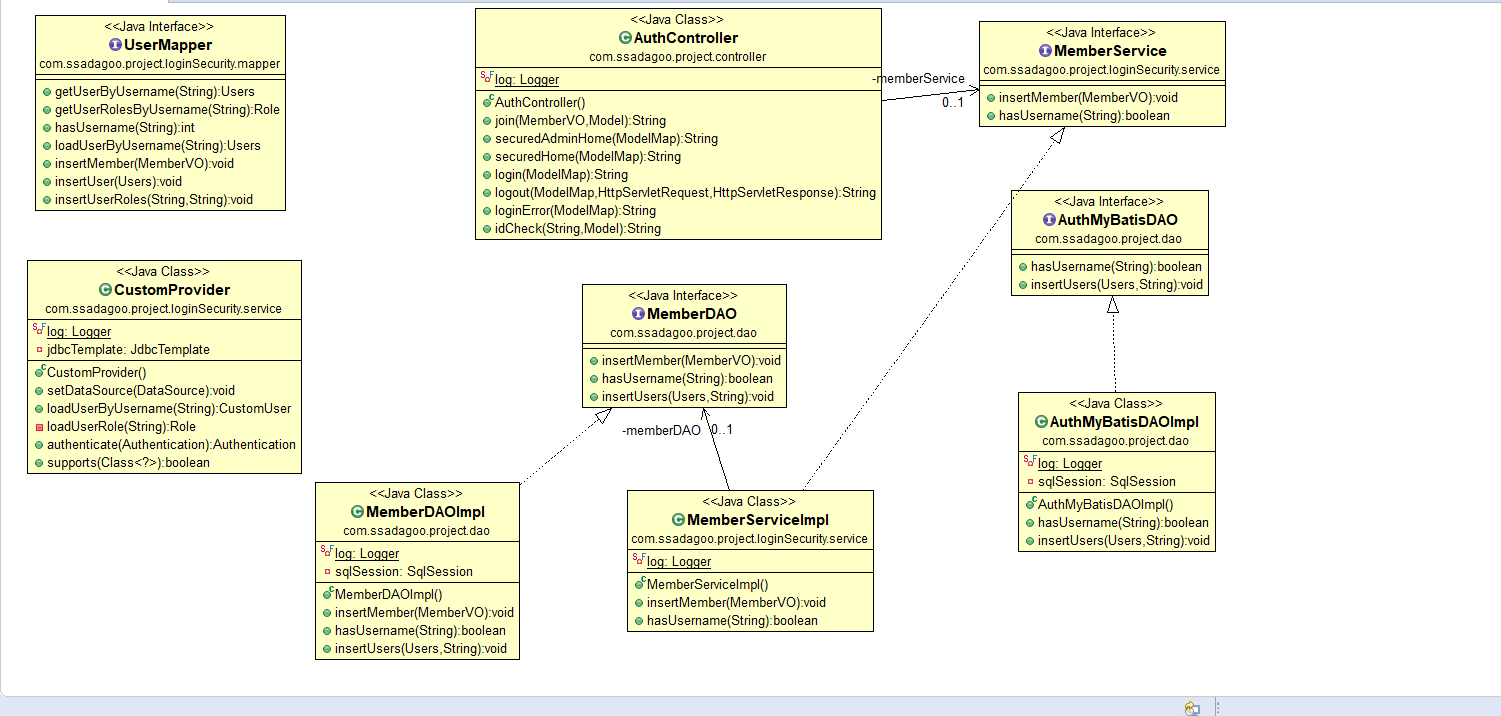 <<Java Interface>>
UserMapper
com.ssadagoo.project.loginSecurity.mapper
getUserByUsername(String):Users
getUserRolesByUsername(String):Role
hasUsername(String):int
loadUserByUsername(String):Users
insertMember(MemberVO):void
insertUser(Users):void
insertUserRoles(String,String):void
<<Java Class>>
AuthController
com.ssadagoo.project.controller
log: Logger
AuthController()
join(MemberVO,Model):String
securedAdminHome(ModelMap):String
securedHome(ModelMap):String
login(ModelMap):String
logout(ModelMap,HttpServletRequest,HttpServletResponse):String
loginError(ModelMap):String
idCheck(String,Model):String
-memberService
0..1
<<Java Interface>>
MemberService
com.ssadagoo.project.loginSecurity.service
insertMember(MemberVO):void
hasUsername(String):boolean
<<Java Interface>>
AuthMyBatisDAO
com.ssadagoo.project.dao
hasUsername(String):boolean
insertUsers(Users,String):void
<<Java Class>>
CustomProvider
com.ssadagoo.project.loginSecurity.service
log: Logger
jdbcTemplate: JdbcTemplate
CustomProvider()
setDataSource(DataSource):void
loadUserByUsername(String):CustomUser
loadUserRole(String):Role
authenticate(Authentication):Authentication
supports(Class<?>):boolean
<<Java Interface>>
MemberDAO
com.ssadagoo.project.dao
insertMember(MemberVO):void
hasUsername(String):boolean
insertUsers(Users,String):void
-memberDAO
0..1
<<Java Class>>
AuthMyBatisDAOImpl
com.ssadagoo.project.dao
log: Logger
sqlSession: SqlSession
AuthMyBatisDAOImpl()
hasUsername(String):boolean
insertUsers(Users,String):void
<<Java Class>>
MemberDAOImpl
com.ssadagoo.project.dao
log: Logger
sqlSession: SqlSession
MemberDAOImpl()
insertMember(MemberVO):void
hasUsername(String):boolean
insertUsers(Users,String):void
<<Java Class>>
MemberServiceImpl
com.ssadagoo.project.loginSecurity.service
log: Logger
MemberServiceImpl()
insertMember(MemberVO):void
hasUsername(String):boolean